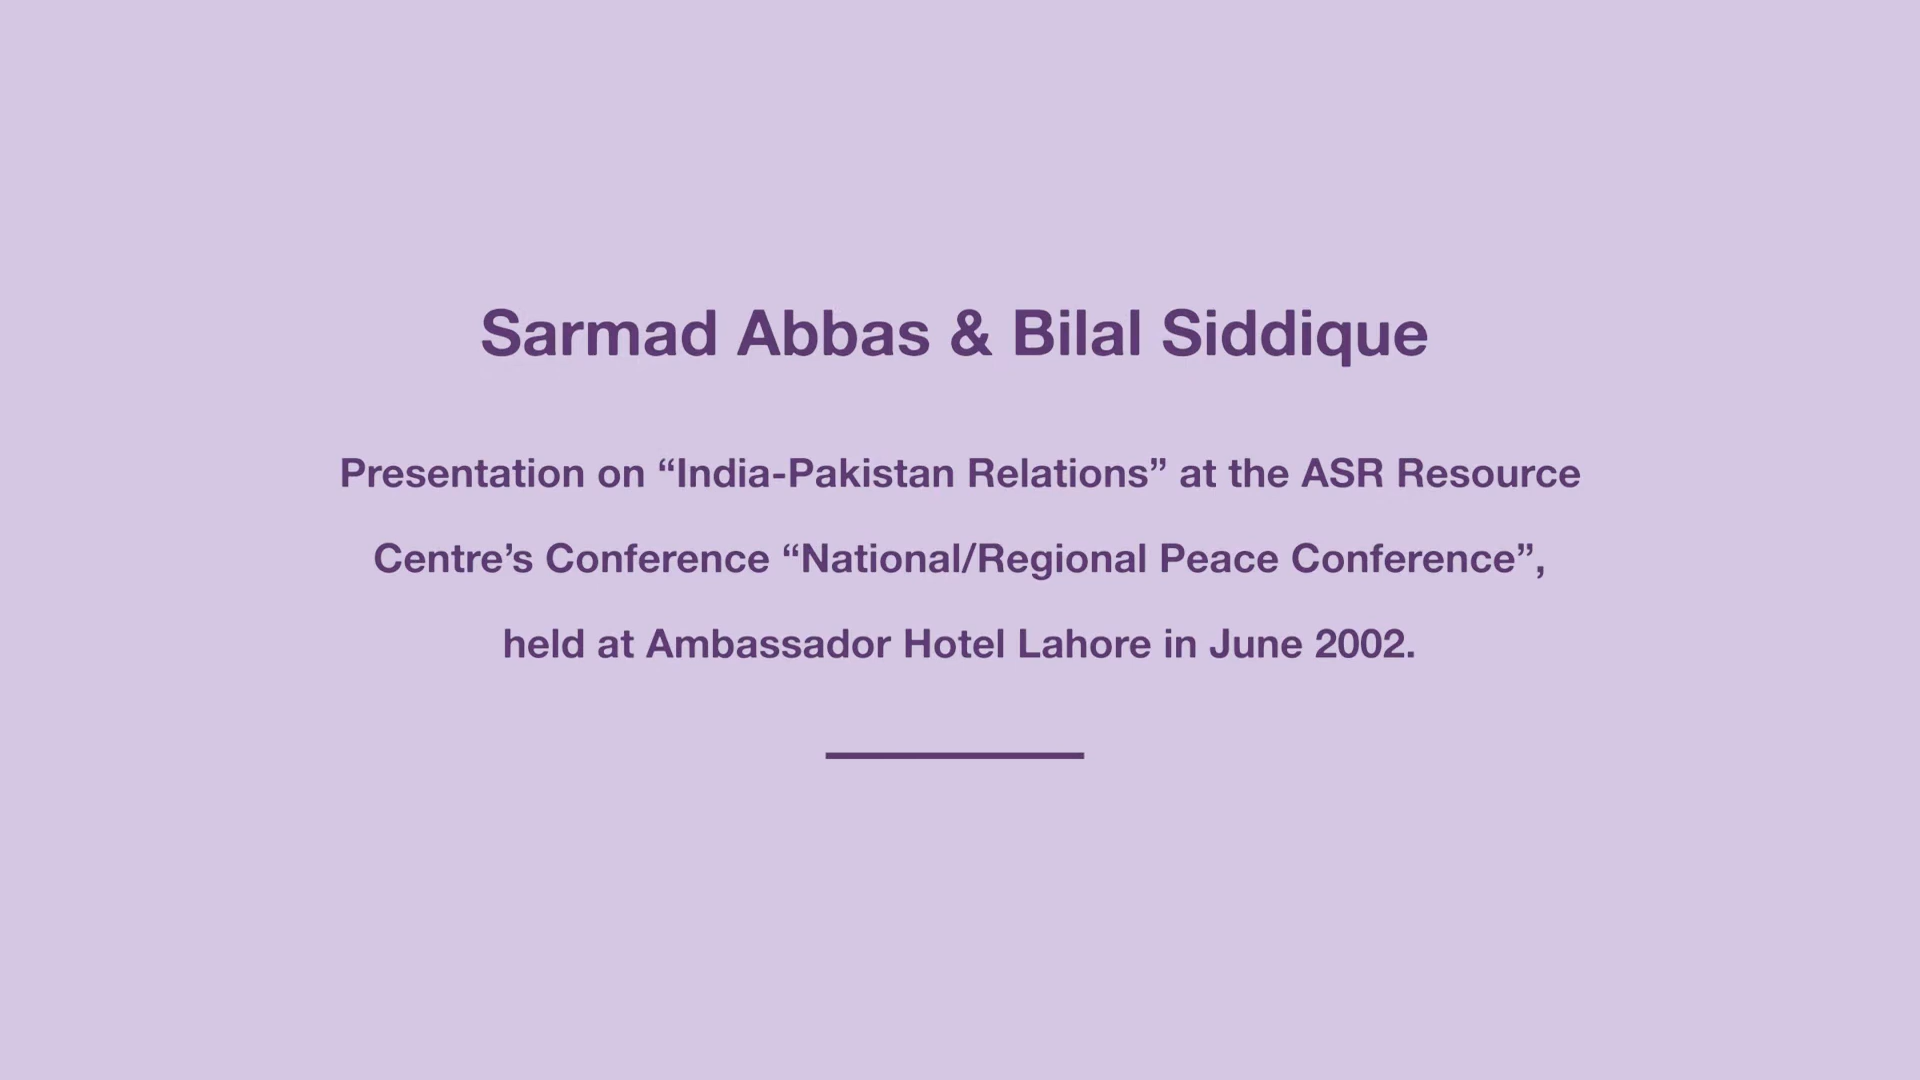 Sarmad Abbas & Bilal Siddique
Presentation on “India-Pakistan Relations” at the ASR Resource
Centre’s Conference “National/Regional Peace Conference”,
held at Ambassador Hotel Lahore in June 2002.